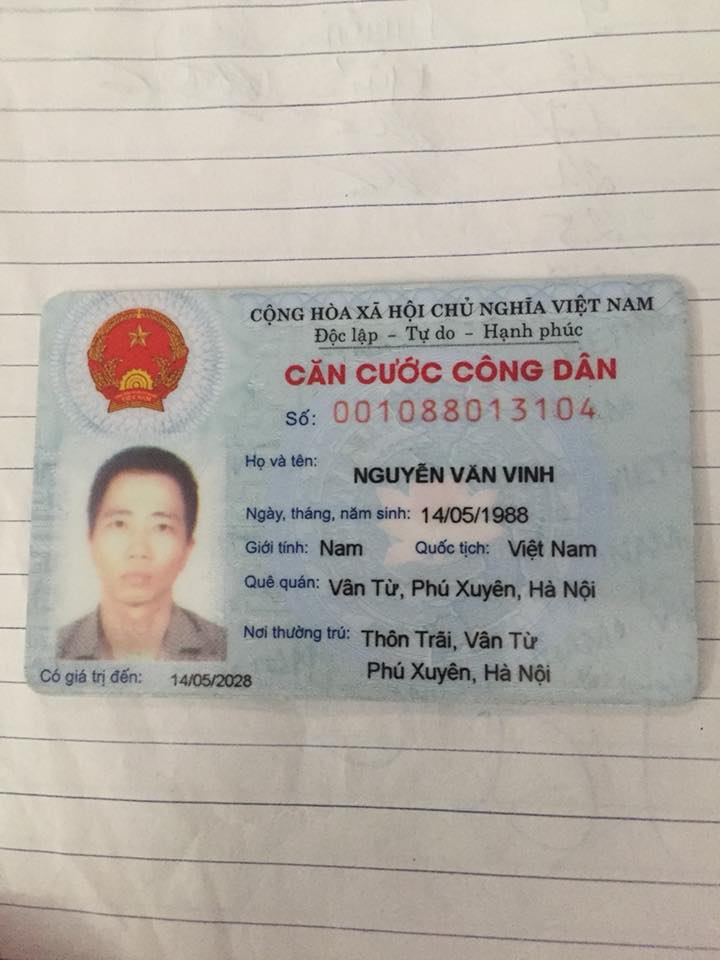 CỘNG HÒA XÃ HỘI CHỦ NGHĨA VIỆT NAM
Độc lập - Tự do - Hạnh phúc
CĂN CƯỚC CÔNG DÂN
Số: 001088013104
Họ và tên: NGUYỄN VĂN VINH
Ngày, tháng, năm sinh: 14/05/1988
Giới tính: Nam Quốc tịch: Việt Nam
Quê quán: Vân Từ, Phú Xuyên, Hà Nội
Nơi thường trú: Thôn Trãi, Vân Từ
Phú Xuyên, Hà Nội
Có giá trị đến: 14/05/2028